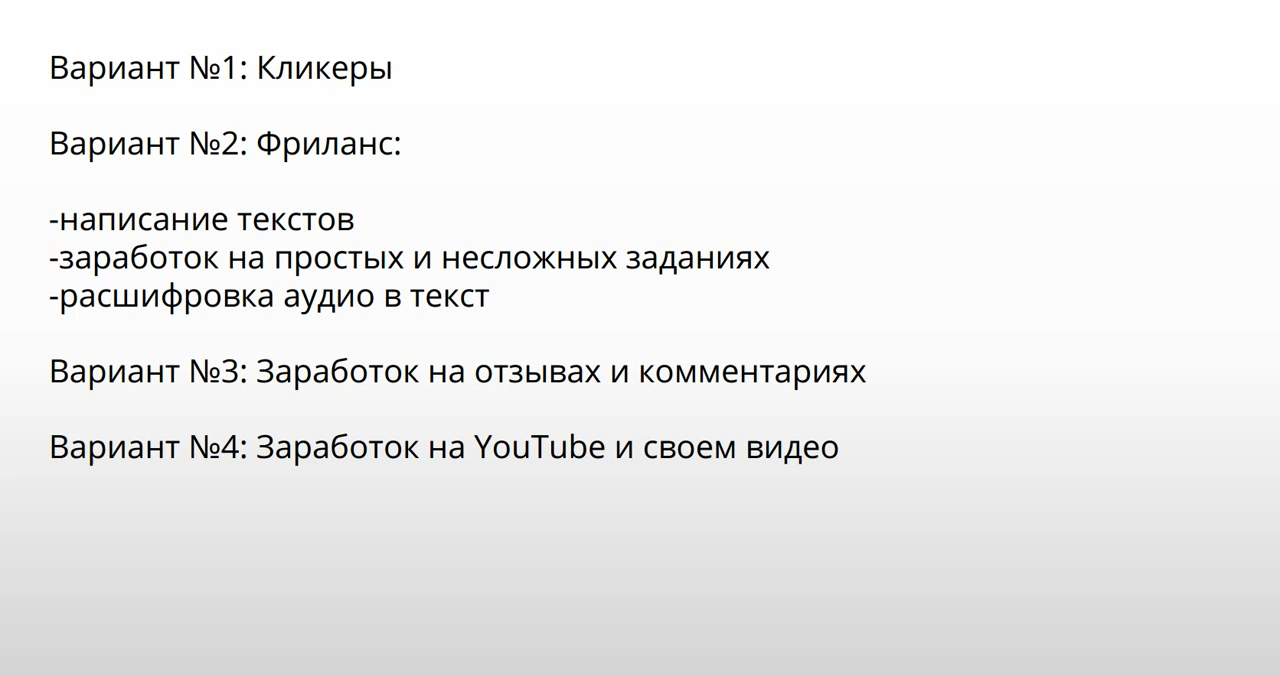 Вариант №1: Кликеры
Вариант №2: Фриланс:
-написание текстов
-заработок на простых и несложных заданиях
-расшифровка аудио в текст
Вариант №3: Заработок на отзывах и комментариях
Вариант №4: Заработок на YouTube и своем видео